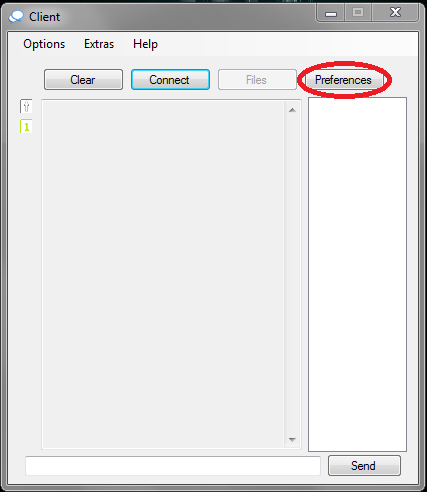 Client
Options Extras Help
Clear Connect Files Preferences
1
Send